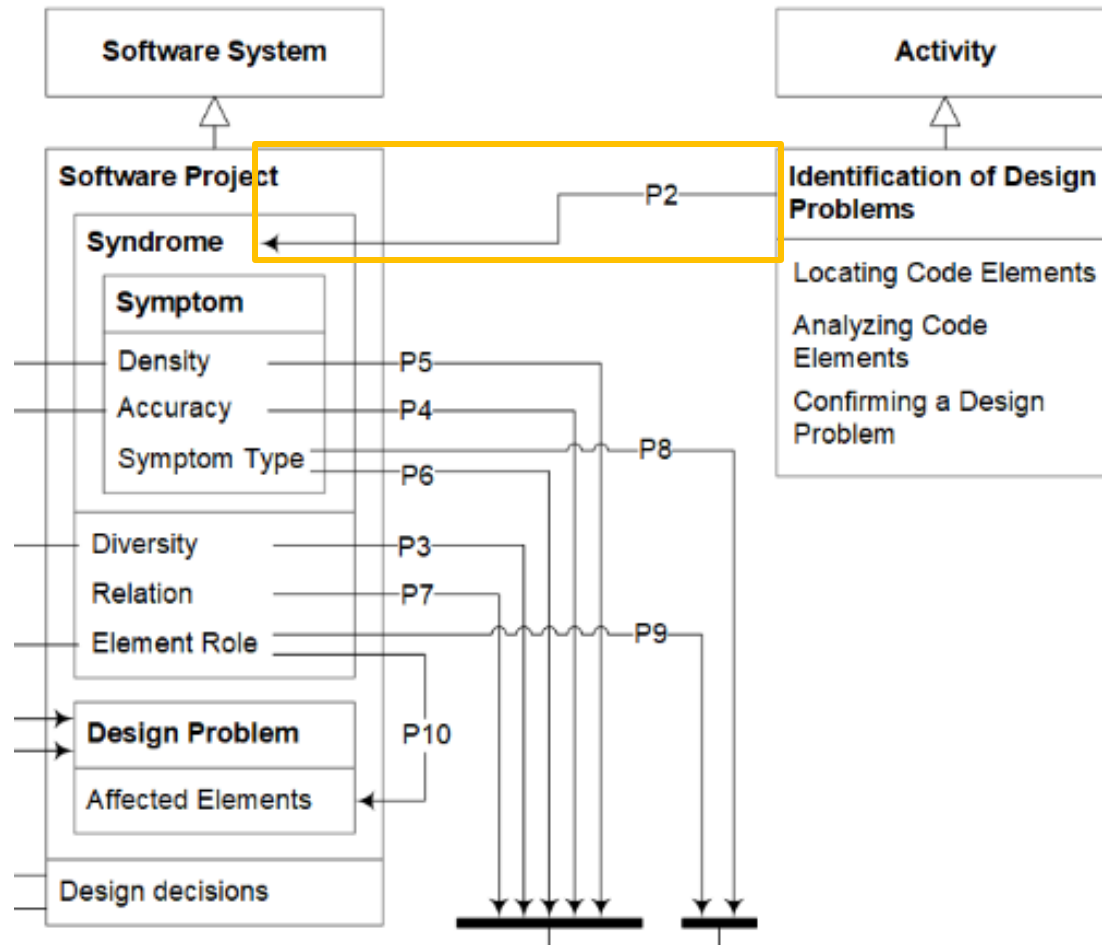 Software System
Activity
Software Project
P2
Identification of Design
Problems
Syndrome
Locating Code Elements
Symptom
Analyzing Code
Elements
Density
P5
Accuracy
P4
Confirming a Design
Problem
Symptom Type
P8
P6
Diversity
P3
Relation
P7
Element Role
P9
Design Problem
P10
Affected Elements
Design decisions